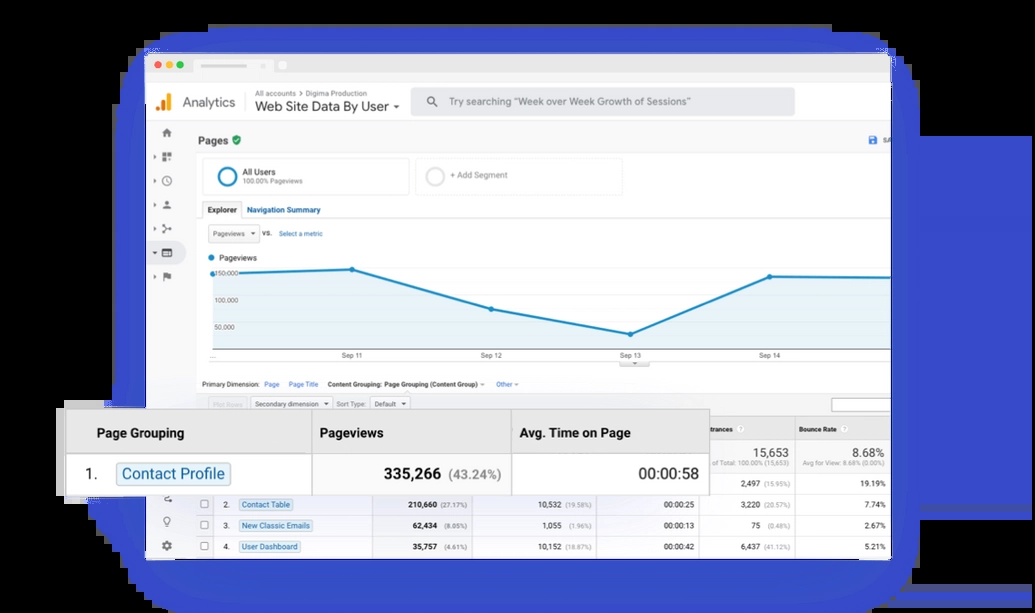 All accounts > Digima Production
Analytics
Web Site Data By User
Try searching “Week over Week Growth of Sessions”
Pages
All Users
100.00% Pageviews
+ Add Segment
Explorer
Navigation Summary
Pageviews
VS.
Select a metric
Pageviews
150,000
100,000
50,000
...
Sep 11
Sep 12
Sep 13
Sep 14
Primary Dimension: Page Page Title Content Grouping: Page Grouping (Content Group) Other
Plot Rows Secondary dimension Sort Type: Default
Page Grouping Pageviews Avg. Time on Page Bounce Rate
15,653 8.68%
of Total: 100.00% (15,653) Avg for View: 8.68% (0.00%)
1. Contact Profile 335,266 (43.24%) 00:00:58 2,497 (15.95%) 19.19%
2. Contact Table 210,660 (27.17%) 10,532 (19.58%) 00:00:25 3,220 (20.57%) 7.74%
3. New Classic Emails 62,434 (8.05%) 1,055 (1.96%) 00:00:13 75 (0.48%) 2.67%
4. User Dashboard 35,757 (4.61%) 10,152 (18.87%) 00:00:42 6,437 (41.12%) 5.21%